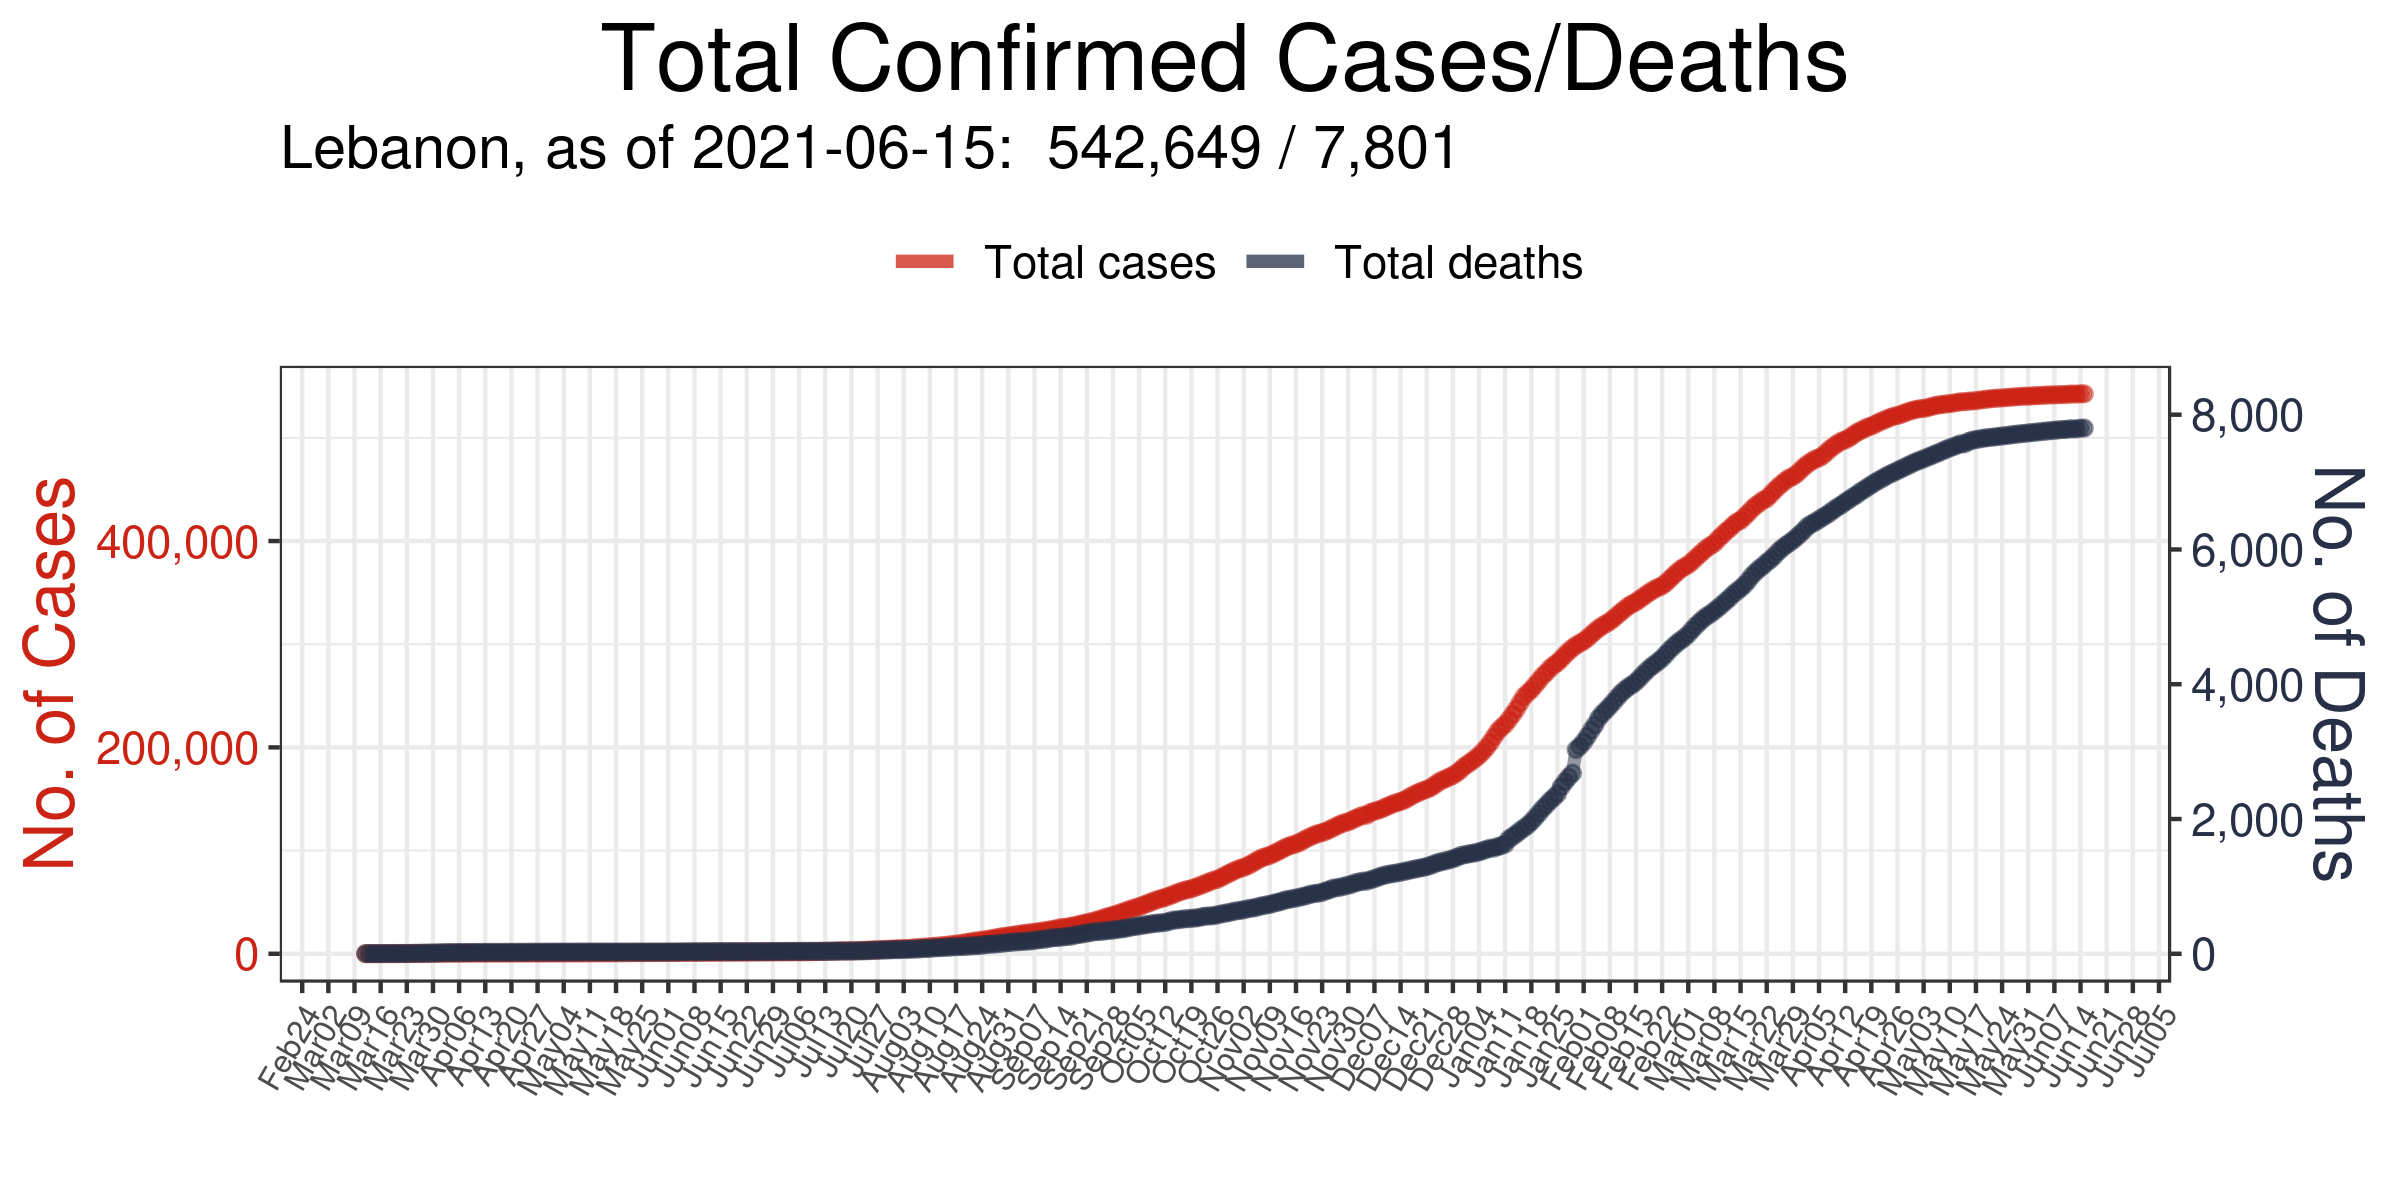 Total Confirmed Cases/Deaths
Lebanon, as of 2021-06-15:  542,649 / 7,801
Total cases
Total deaths
No. of Cases
400,000
200,000
0
8,000
6,000
4,000
2,000
0
No. of Deaths
Feb24
Mar02
Mar09
Mar16
Mar23
Mar30
Apr06
Apr13
Apr20
Apr27
May04
May11
May18
May25
Jun01
Jun08
Jun15
Jun22
Jun29
Jul06
Jul13
Jul20
Jul27
Aug03
Aug10
Aug17
Aug24
Aug31
Sep07
Sep14
Sep21
Sep28
Oct05
Oct12
Oct19
Oct26
Nov02
Nov09
Nov16
Nov23
Nov30
Dec07
Dec14
Dec21
Dec28
Jan04
Jan11
Jan18
Jan25
Feb01
Feb08
Feb15
Feb22
Mar01
Mar08
Mar15
Mar22
Mar29
Apr05
Apr12
Apr19
Apr26
May03
May10
May17
May24
May31
Jun07
Jun14
Jun21
Jun28
Jul05